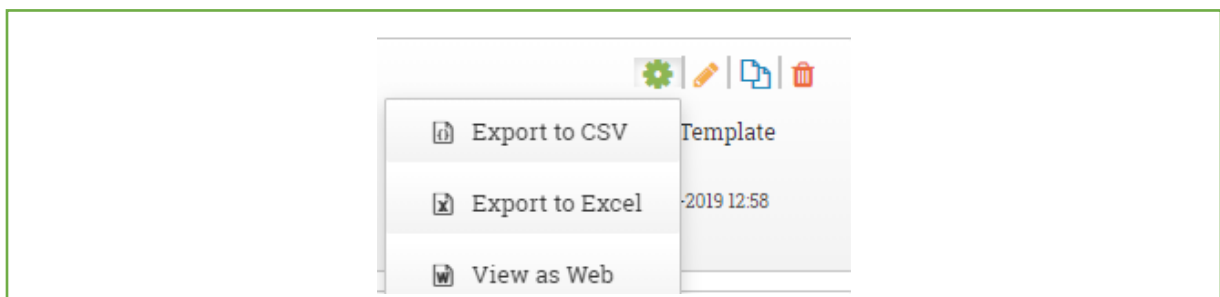 Export to CSV
Template
Export to Excel
-2019 12:58
View as Web